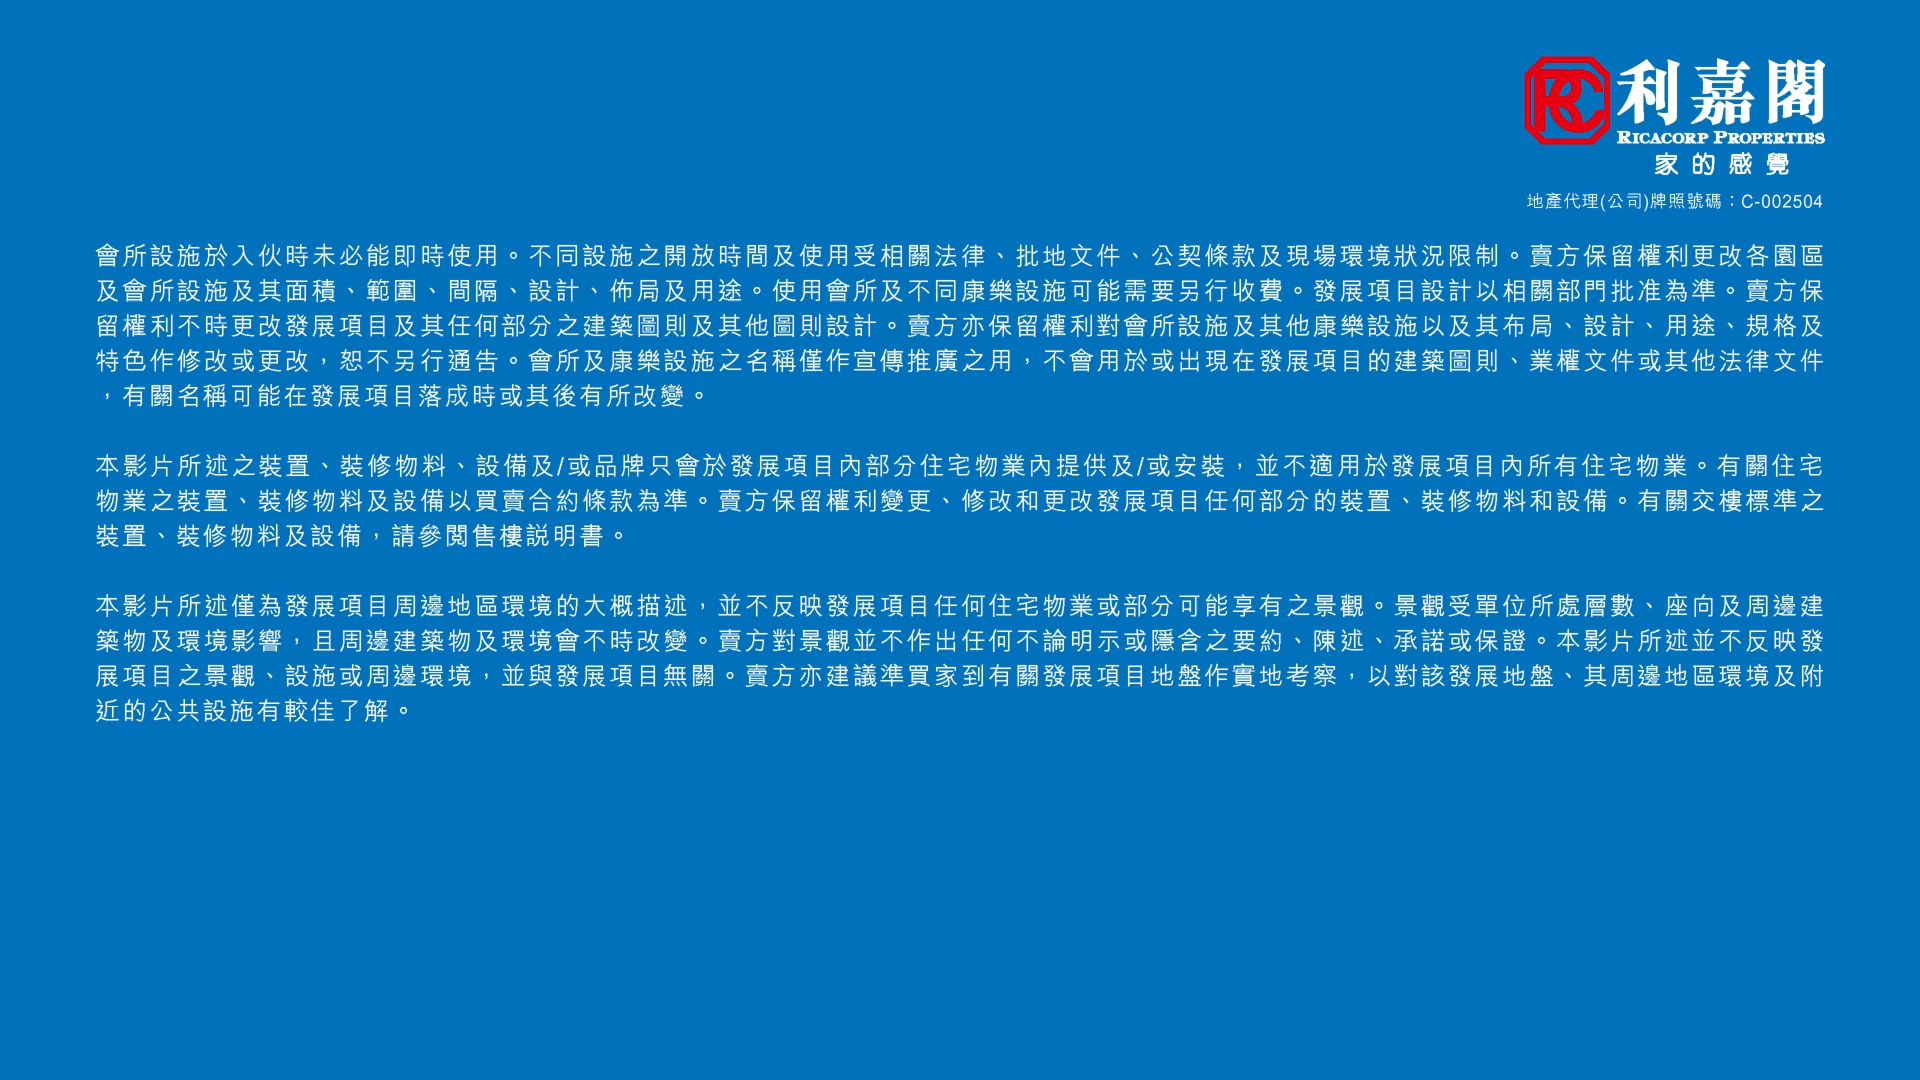 利嘉閣
RICACORP PROPERTIES
家的感覺
地產代理(公司)牌照號碼：C-002504
會所設施於入伙時未必能即時使用。不同設施之開放時間及使用受相關法律、批地文件、公契條款及現場環境狀況限制。賣方保留權利更改各園區
及會所設施及其面積、範圍、間隔、設計、佈局及用途。使用會所及不同康樂設施可能需要另行收費。發展項目設計以相關部門批准為準。賣方保
留權利不時更改發展項目及其任何部分之建築圖則及其他圖則設計。賣方亦保留權利對會所設施及其他康樂設施以及其布局、設計、用途、規格及
特色作修改或更改，恕不另行通告。會所及康樂設施之名稱僅作宣傳推廣之用，不會用於或出現在發展項目的建築圖則、業權文件或其他法律文件
，有關名稱可能在發展項目落成時或其後有所改變。
本影片所述之裝置、裝修物料、設備及/或品牌只會於發展項目內部分住宅物業內提供及/或安裝，並不適用於發展項目內所有住宅物業。有關住宅
物業之裝置、裝修物料及設備以買賣合約條款為準。賣方保留權利變更、修改和更改發展項目任何部分的裝置、裝修物料和設備。有關交樓標準之
裝置、裝修物料及設備，請參閱售樓説明書。
本影片所述僅為發展項目周邊地區環境的大概描述，並不反映發展項目任何住宅物業或部分可能享有之景觀。景觀受單位所處層數、座向及周邊建
築物及環境影響，且周邊建築物及環境會不時改變。賣方對景觀並不作出任何不論明示或隱含之要約、陳述、承諾或保證。本影片所述並不反映發
展項目之景觀、設施或周邊環境，並與發展項目無關。賣方亦建議準買家到有關發展項目地盤作實地考察，以對該發展地盤、其周邊地區環境及附
近的公共設施有較佳了解。